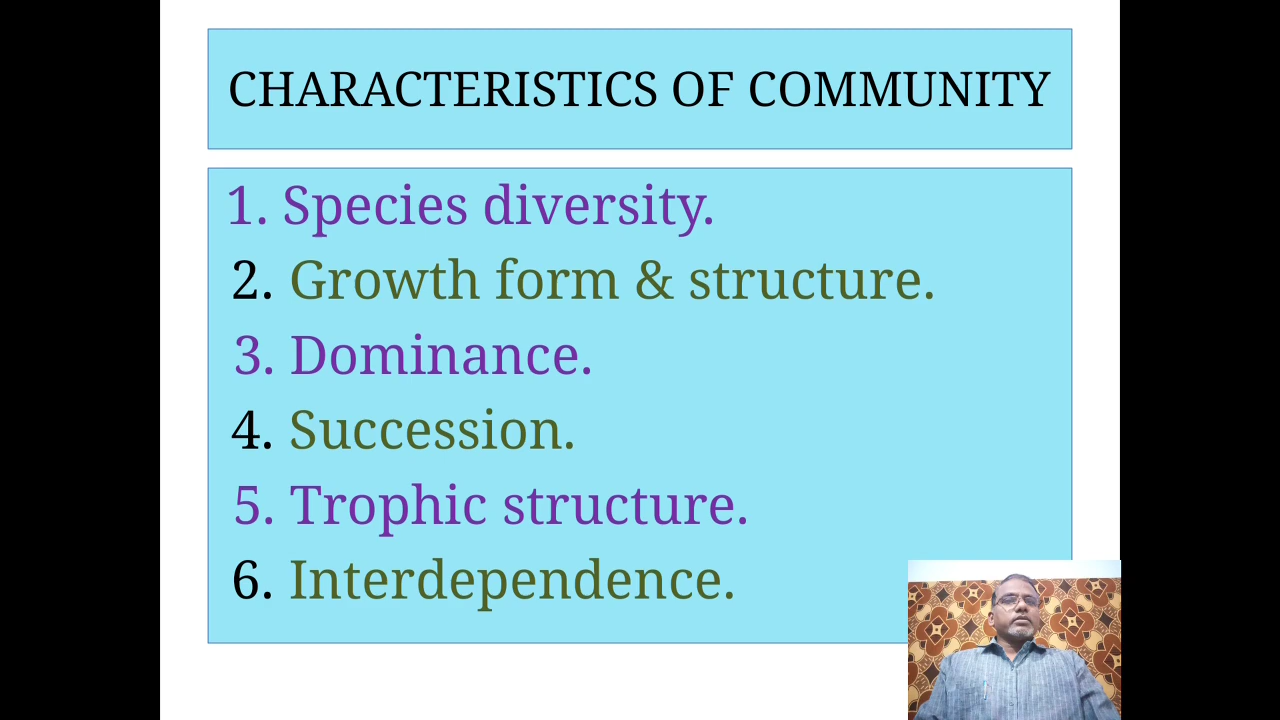 CHARACTERISTICS OF COMMUNITY
1. Species diversity.
2. Growth form & structure.
3. Dominance.
4. Succession.
5. Trophic structure.
6. Interdependence.